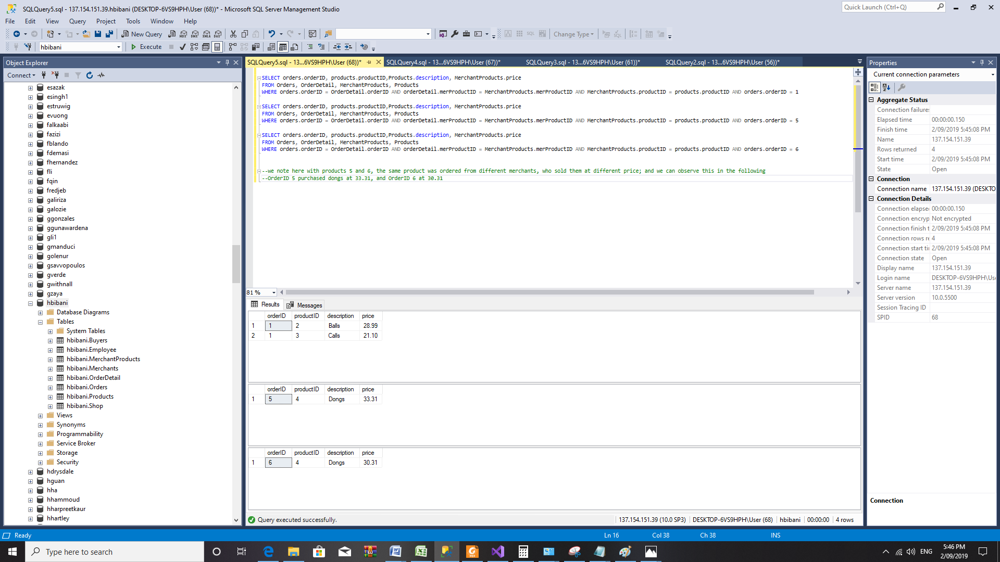 SQLQuery5.sql - 137.154.151.39.hbibani (DESKTOP-6VS9HPH\User (68))* - Microsoft SQL Server Management Studio
Quick Launch (Ctrl+Q)
File Edit View Query Project Tools Window Help
New Query MDX DMX XMLA DAX Change Type
hbibani Execute
Object Explorer
Connect
esazak
esingh1
estruwig
evuong
falkaabi
fazizi
fblando
fdemasi
fhernandez
fli
fqin
fredjeb
galiriza
galozie
ggonzales
ggunawardena
gli1
gmanduci
golenur
gsavvopoulos
gverde
gwithnall
gzaya
hbibani
Database Diagrams
Tables
System Tables
hbibani.Buyers
hbibani.Employee
hbibani.MerchantProducts
hbibani.Merchants
hbibani.OrderDetail
hbibani.Orders
hbibani.Products
hbibani.Shop
Views
Synonyms
Programmability
Service Broker
Storage
Security
hdrysdale
hguan
hha
hhammoud
hharpreetkaur
hhartley
SQLQuery5.sql - 13...6VS9HPH\User (68))* SQLQuery4.sql - 13...6VS9HPH\User (67))* SQLQuery3.sql - 13...6VS9HPH\User (61))* SQLQuery2.sql - 13...6VS9HPH\User (56))*
SELECT orders.orderID, products.productID,Products.description, MerchantProducts.price
FROM Orders, OrderDetail, MerchantProducts, Products
WHERE orders.orderID = OrderDetail.orderID AND orderDetail.merProductID = MerchantProducts.merProductID AND MerchantProducts.productID = products.productID AND orders.orderID = 1
SELECT orders.orderID, products.productID,Products.description, MerchantProducts.price
FROM Orders, OrderDetail, MerchantProducts, Products
WHERE orders.orderID = OrderDetail.orderID AND orderDetail.merProductID = MerchantProducts.merProductID AND MerchantProducts.productID = products.productID AND orders.orderID = 5
SELECT orders.orderID, products.productID,Products.description, MerchantProducts.price
FROM Orders, OrderDetail, MerchantProducts, Products
WHERE orders.orderID = OrderDetail.orderID AND orderDetail.merProductID = MerchantProducts.merProductID AND MerchantProducts.productID = products.productID AND orders.orderID = 6
--we note here with products 5 and 6, the same product was ordered from different merchants, who sold them at different price; and we can observe this in the following
--OrderID 5 purchased dongs at 33.31, and OrderID 6 at 30.31
81 %
Results Messages
orderID productID description price
1 1 2 Balls 28.99
2 1 3 Calls 21.10
orderID productID description price
1 5 4 Dongs 33.31
orderID productID description price
1 6 4 Dongs 30.31
Query executed successfully. 137.154.151.39 (10.0 SP3) DESKTOP-6VS9HPH\User (68) hbibani 00:00:00 4 rows
Properties
Current connection parameters
Aggregate Status
Connection failures
Elapsed time 00:00:00.150
Finish time 2/09/2019 5:45:08 PM
Name 137.154.151.39
Rows returned 4
Start time 2/09/2019 5:45:08 PM
State Open
Connection
Connection name 137.154.151.39 (DESKTO
Connection Details
Connection elapse 00:00:00.150
Connection encryp Not encrypted
Connection finish t 2/09/2019 5:45:08 PM
Connection rows re 4
Connection start ti 2/09/2019 5:45:08 PM
Connection state Open
Display name 137.154.151.39
Login name DESKTOP-6VS9HPH\Us
Server name 137.154.151.39
Server version 10.0.5500
Session Tracing ID
SPID 68
Connection
Ready Ln 16 Col 38 Ch 38 INS
Type here to search
ENG
5:46 PM
2/09/2019